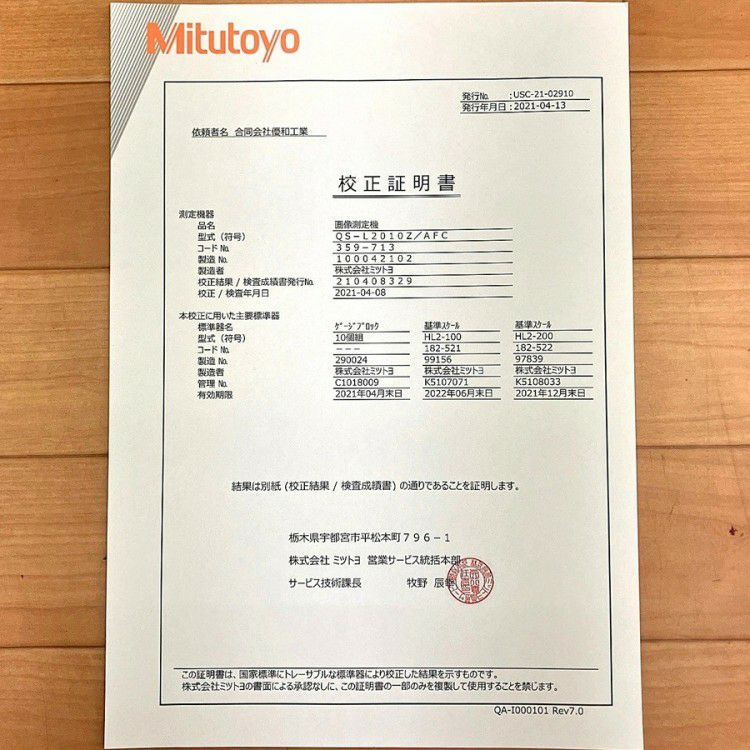 Mitutoyo
発行No. :USC-21-02910
発行年月日 :2021-04-13
依頼者名 合同会社優和工業
校正証明書
測定機器
品名 画像測定機
型式（符号） QS-L2010Z/AFC
コードNo. 359-713
製造 No. 100042102
製造者 株式会社ミツトヨ
校正結果 / 検査成績書発行No. 210408329
校正 / 検査年月日 2021-04-08
本校正に用いた主要標準器
標準器名 ゲージブロック 基準スケール 基準スケール
型式（符号） 10個組 HL2-100 HL2-200
コード No. --- 182-521 182-522
製造 No. 290024 99156 97839
製造者 株式会社ミツトヨ 株式会社ミツトヨ 株式会社ミツトヨ
管理 No. C1018009 K5107071 K5108033
有効期限 2021年04月末日 2022年06月末日 2021年12月末日
結果は別紙 (校正結果 / 検査成績書) の通りであることを証明します。
栃木県宇都宮市平松本町７９６－１
株式会社 ミツトヨ 営業サービス統括本部
サービス技術課長 牧野 辰
この証明書は、国家標準にトレーサブルな標準器により校正した結果を示すものです。
株式会社ミツトヨの書面による承認なしに、この証明書の一部のみを複製して使用することを禁じます。
QA-I000101 Rev7.0